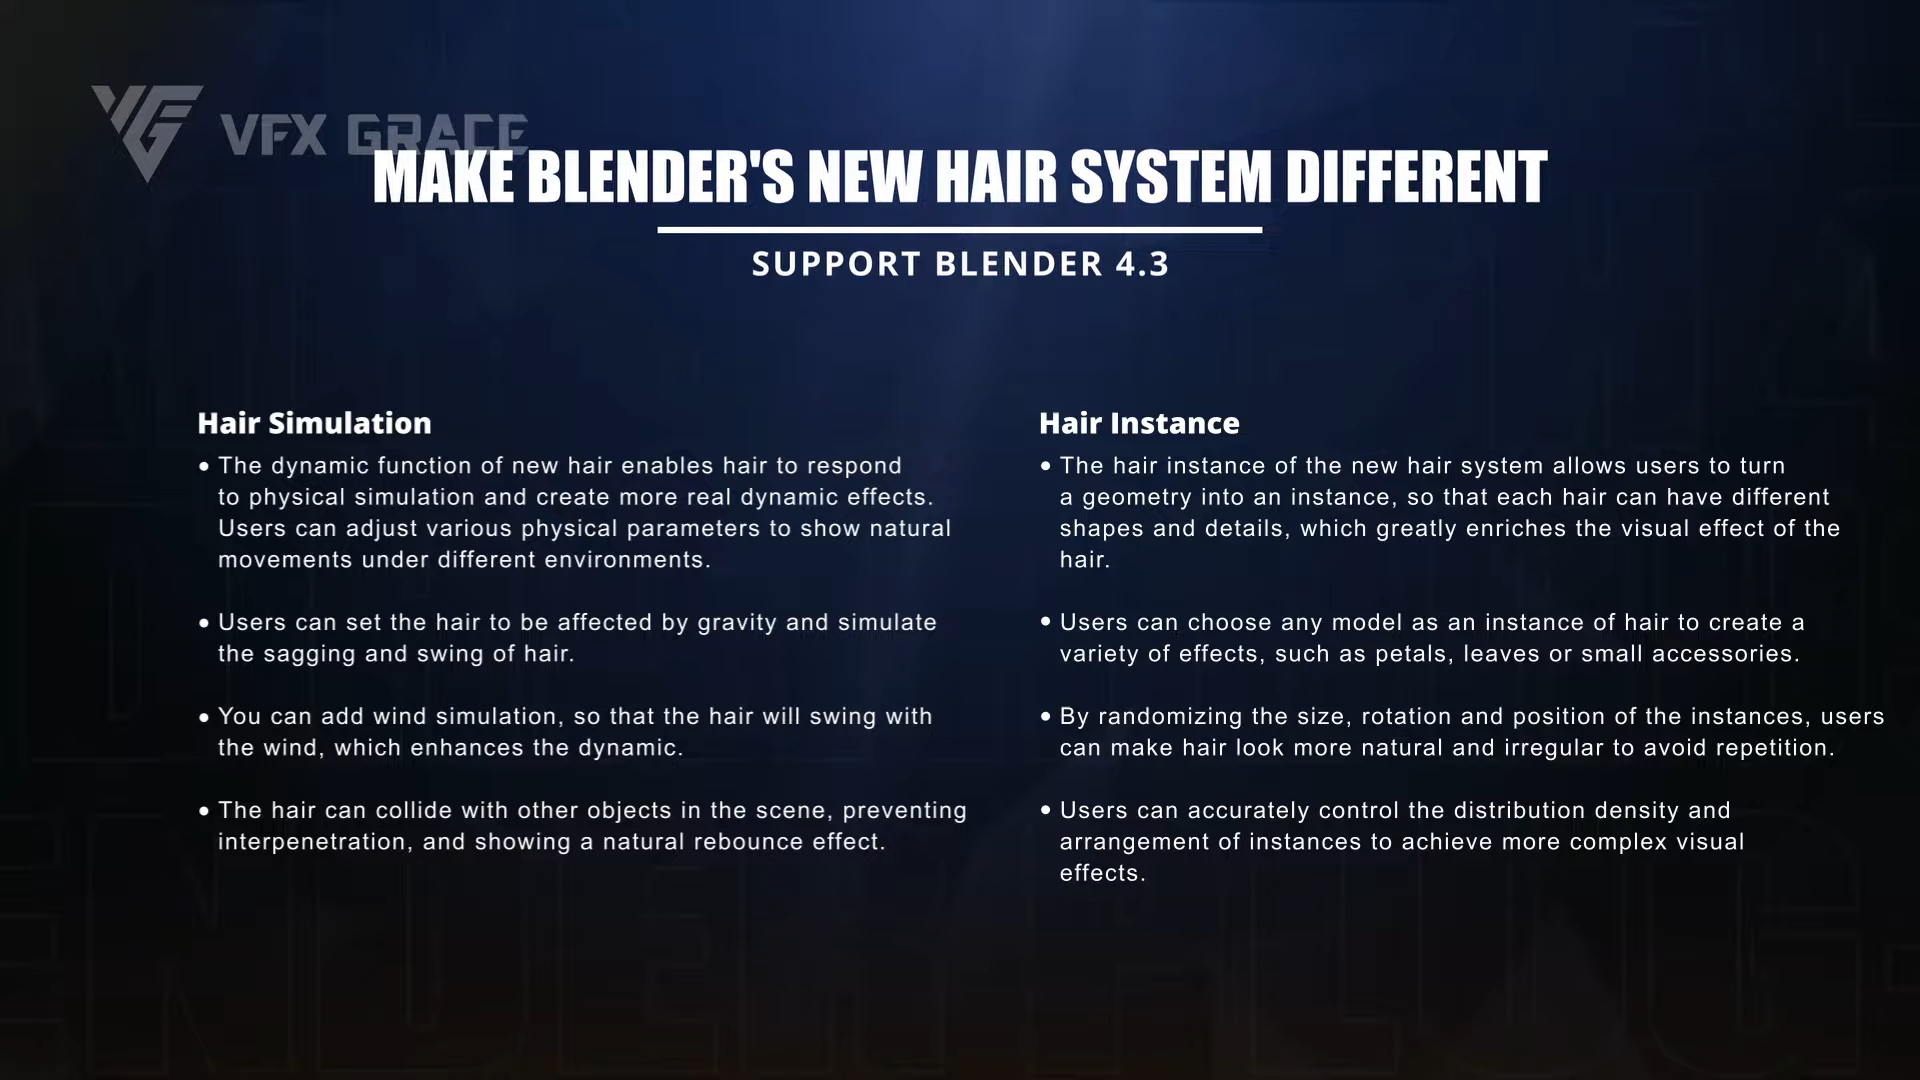 VFX GRACE
MAKE BLENDER'S NEW HAIR SYSTEM DIFFERENT
SUPPORT BLENDER 4.3
Hair Simulation
• The dynamic function of new hair enables hair to respond
to physical simulation and create more real dynamic effects.
Users can adjust various physical parameters to show natural
movements under different environments.
• Users can set the hair to be affected by gravity and simulate
the sagging and swing of hair.
• You can add wind simulation, so that the hair will swing with
the wind, which enhances the dynamic.
• The hair can collide with other objects in the scene, preventing
interpenetration, and showing a natural rebounce effect.
Hair Instance
• The hair instance of the new hair system allows users to turn
a geometry into an instance, so that each hair can have different
shapes and details, which greatly enriches the visual effect of the
hair.
• Users can choose any model as an instance of hair to create a
variety of effects, such as petals, leaves or small accessories.
• By randomizing the size, rotation and position of the instances, users
can make hair look more natural and irregular to avoid repetition.
• Users can accurately control the distribution density and
arrangement of instances to achieve more complex visual
effects.